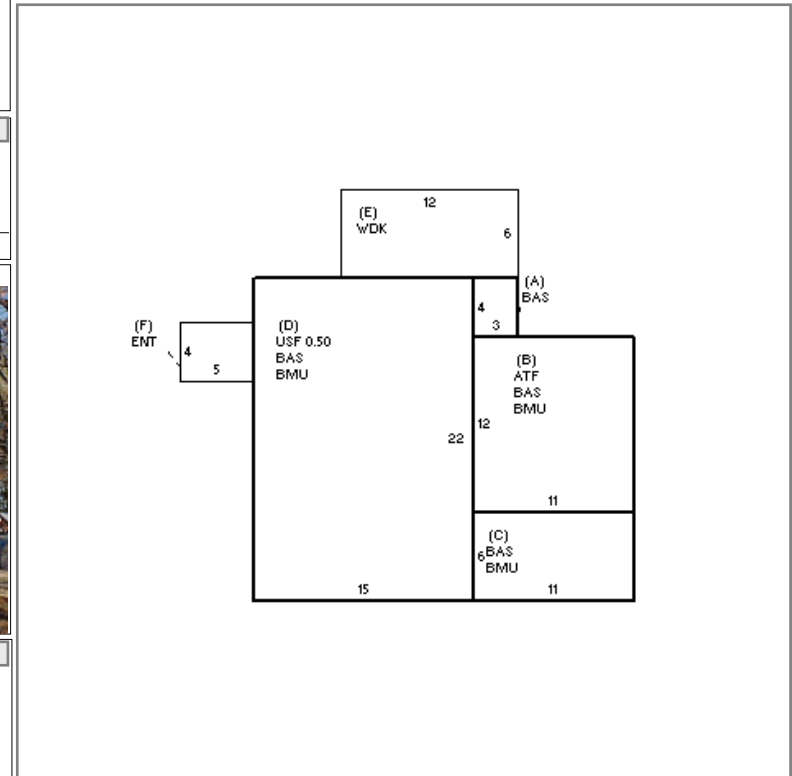 12
(E)
WDK
6
(A)
BAS
4
3
(F)
ENT
4
5
(D)
USF 0.50
BAS
BMU
(B)
ATF
BAS
BMU
12
22
11
(C)
6
BAS
BMU
15
11